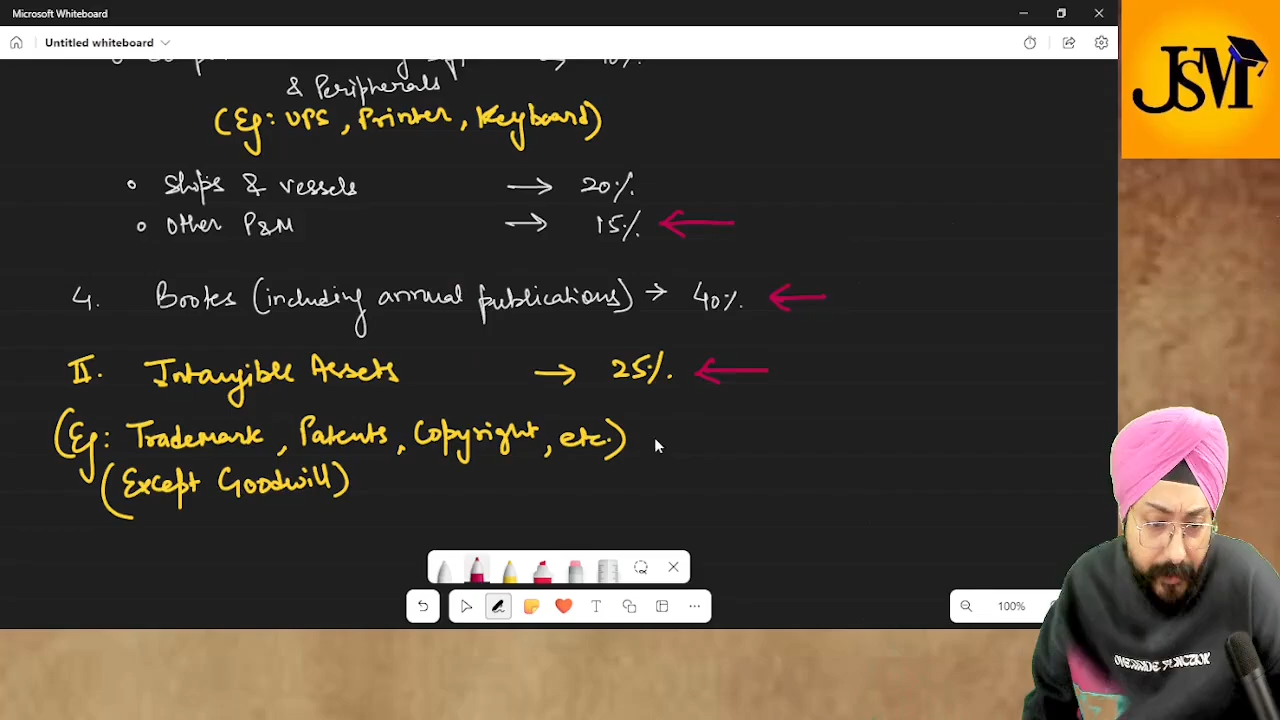 Microsoft Whiteboard
Untitled whiteboard
JSM
& Peripherals
(Eg: UPS, Printer, Keyboard)
Ships & vessels → 20%
Other P&M → 15%
4. Books (including annual publications) → 40%
II. Intangible Assets → 25%
(Eg: Trademark, Patents, Copyright, etc.)
(Except Goodwill)
100%